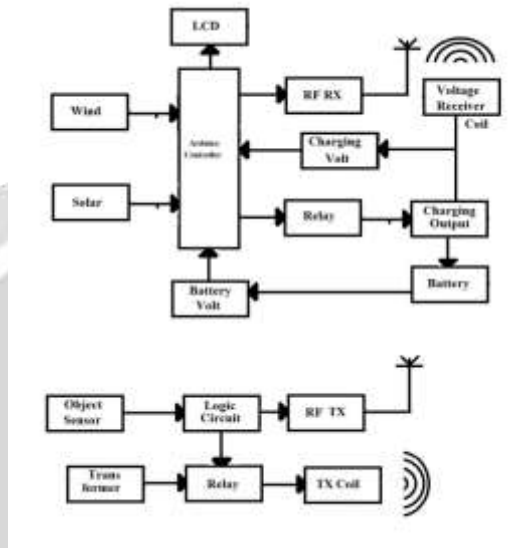 LCD
Wind
Arduino
Controller
RF RX
Voltage
Receiver
Coil
Charging
Volt
Solar
Relay
Charging
Output
Battery
Volt
Battery
Object
Sensor
Logic
Circuit
RF TX
Trans
former
Relay
TX Coil